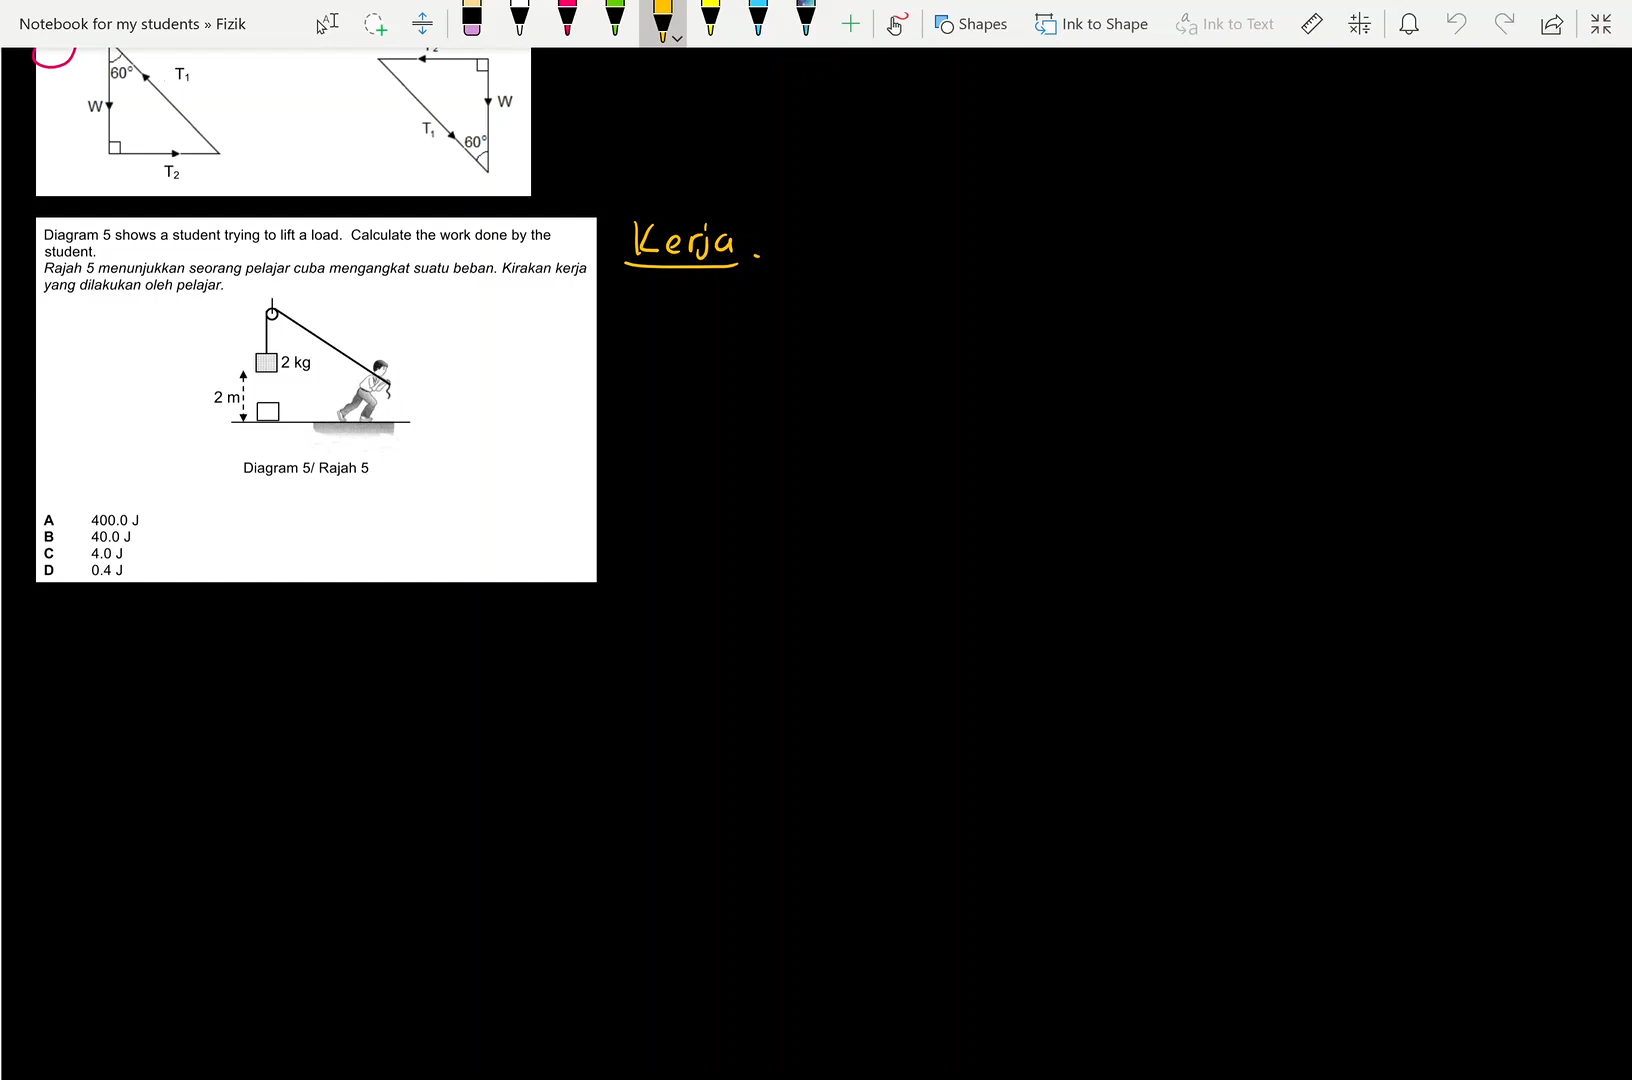 Notebook for my students » Fizik
Shapes
Ink to Shape
Ink to Text
60°
T₁
W
T₂
T₂
W
T₁
60°
Diagram 5 shows a student trying to lift a load. Calculate the work done by the
student.
Rajah 5 menunjukkan seorang pelajar cuba mengangkat suatu beban. Kirakan kerja
yang dilakukan oleh pelajar.
2 kg
2 m
Diagram 5/ Rajah 5
A 400.0 J
B 40.0 J
C 4.0 J
D 0.4 J
Kerja.